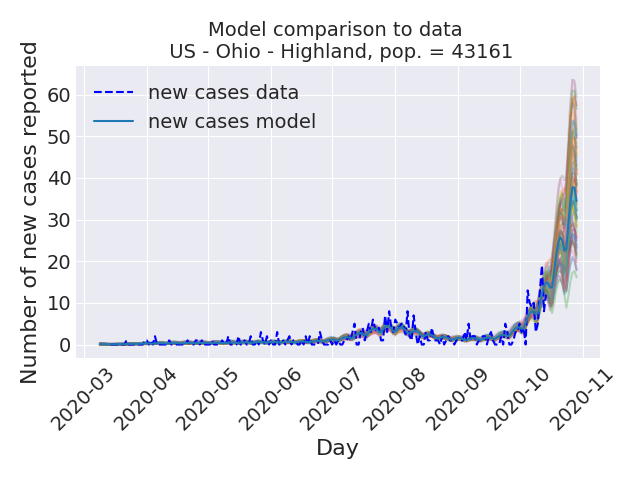 Model comparison to data
US - Ohio - Highland, pop. = 43161
Number of new cases reported
60
50
40
30
20
10
0
new cases data
new cases model
2020-03
2020-04
2020-05
2020-06
2020-07
2020-08
2020-09
2020-10
2020-11
Day